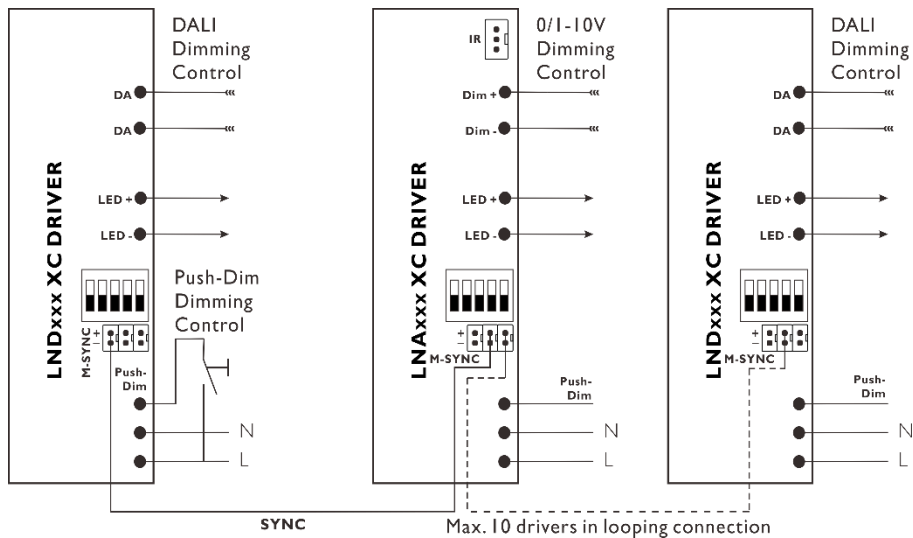 DALI
Dimming
Control
DA
DA
LED +
LED -
LNDxxx XC DRIVER
Push-Dim
Dimming
Control
+
-
M-SYNC
Push-
Dim
N
L
IR
0/1-10V
Dimming
Control
Dim +
Dim -
LED +
LED -
LNAxxx XC DRIVER
+
-
M-SYNC
Push-
Dim
N
L
DALI
Dimming
Control
DA
DA
LED +
LED -
LNDxxx XC DRIVER
+
-
M-SYNC
Push-
Dim
N
L
SYNC
Max. 10 drivers in looping connection